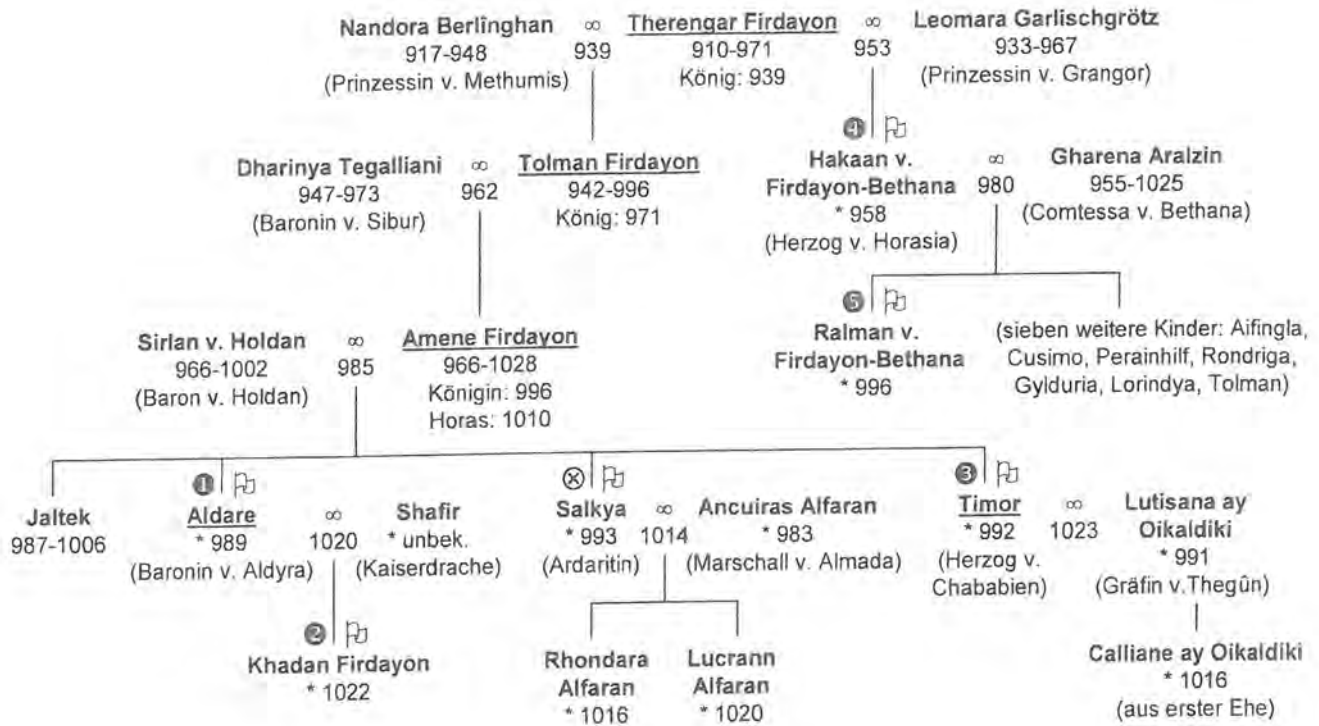 Nandora Berlînghan ∞ Therengar Firdayon ∞ Leomara Garlischgrötz
917-948 939 910-971 953 933-967
(Prinzessin v. Methumis) König: 939 (Prinzessin v. Grangor)
❹
Dharinya Tegalliani ∞ Tolman Firdayon Hakaan v. ∞ Gharena Aralzin
947-973 962 942-996 Firdayon-Bethana 980 955-1025
(Baronin v. Sibur) König: 971 * 958 (Comtessa v. Bethana)
(Herzog v. Horasia)
❺
Sirlan v. Holdan ∞ Amene Firdayon Ralman v. (sieben weitere Kinder: Aifingla,
966-1002 985 966-1028 Firdayon-Bethana Cusimo, Perainhilf, Rondriga,
(Baron v. Holdan) Königin: 996 * 996 Gylduria, Lorindya, Tolman)
Horas: 1010
❶ ⊗ ❸
Jaltek Aldare ∞ Shafir Salkya ∞ Ancuiras Alfaran Timor ∞ Lutisana ay
987-1006 * 989 1020 * unbek. * 993 1014 * 983 * 992 1023 Oikaldiki
(Baronin v. Aldyra) (Kaiserdrache) (Ardaritin) (Marschall v. Almada) (Herzog v. * 991
Chababien) (Gräfin v.Thegûn)
❷
Khadan Firdayon Rhondara Lucrann Calliane ay Oikaldiki
* 1022 Alfaran Alfaran * 1016
* 1016 * 1020 (aus erster Ehe)